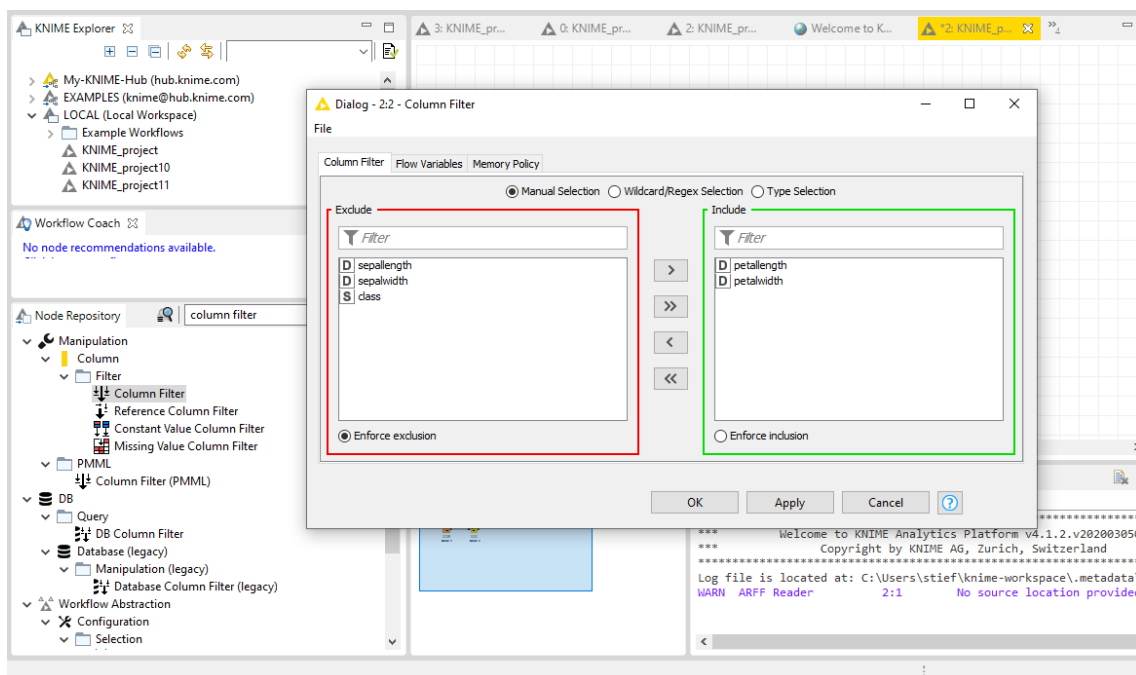 KNIME Explorer
3: KNIME_pr...
0: KNIME_pr...
2: KNIME_pr...
Welcome to K...
*2: KNIME_p...
4
My-KNIME-Hub (hub.knime.com)
EXAMPLES (knime@hub.knime.com)
LOCAL (Local Workspace)
Example Workflows
KNIME_project
KNIME_project10
KNIME_project11
Workflow Coach
No node recommendations available.
Node Repository
column filter
Manipulation
Column
Filter
Column Filter
Reference Column Filter
Constant Value Column Filter
Missing Value Column Filter
PMML
Column Filter (PMML)
DB
Query
DB Column Filter
Database (legacy)
Manipulation (legacy)
Database Column Filter (legacy)
Workflow Abstraction
Configuration
Selection
Dialog - 2:2 - Column Filter
File
Column Filter Flow Variables Memory Policy
Manual Selection Wildcard/Regex Selection Type Selection
Exclude
Filter
D sepallength
D sepalwidth
S class
Enforce exclusion
>
>>
<
<<
Include
Filter
D petallength
D petalwidth
Enforce inclusion
OK Apply Cancel ?
*** Welcome to KNIME Analytics Platform v4.1.2.v2020030
*** Copyright by KNIME AG, Zurich, Switzerland
Log file is located at: C:\Users\stief\knime-workspace\.metadata
WARN ARFF Reader 2:1 No source location provide